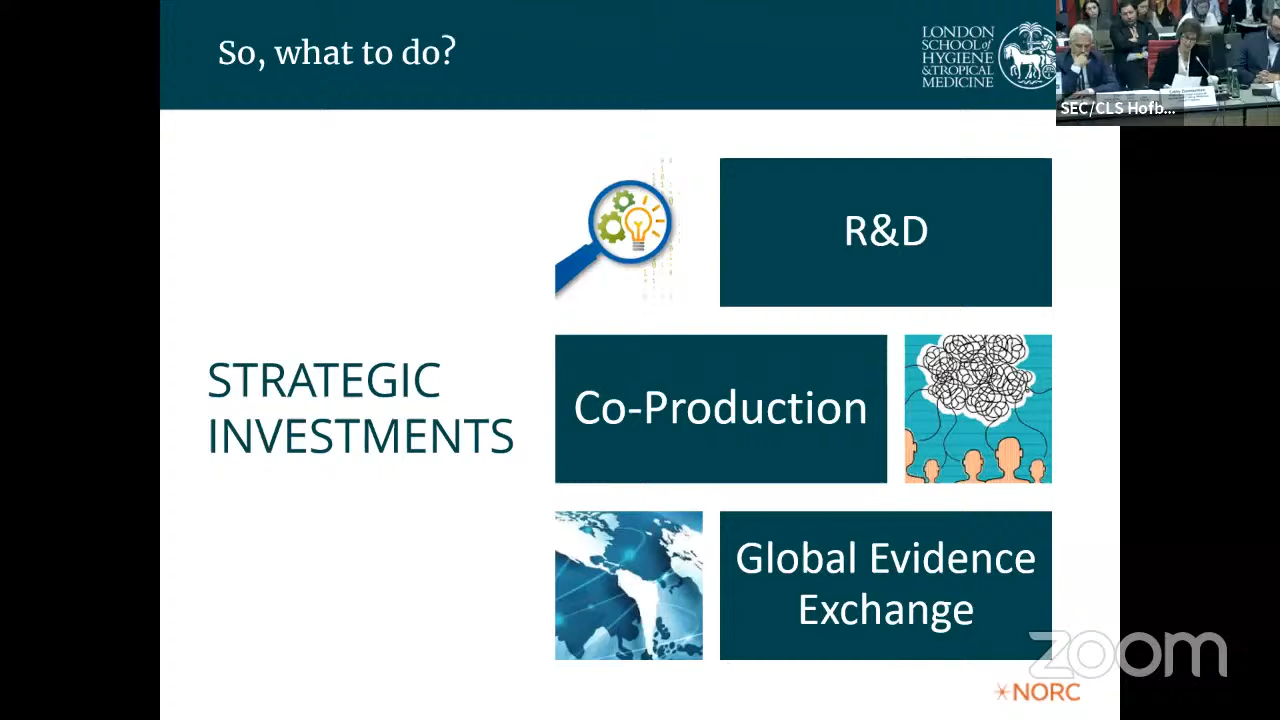 So, what to do?
LONDON
SCHOOL of
HYGIENE
& TROPICAL
MEDICINE
SEC/CLS Hofb...
R&D
STRATEGIC
INVESTMENTS
Co-Production
Global Evidence
Exchange
zoom
NORC